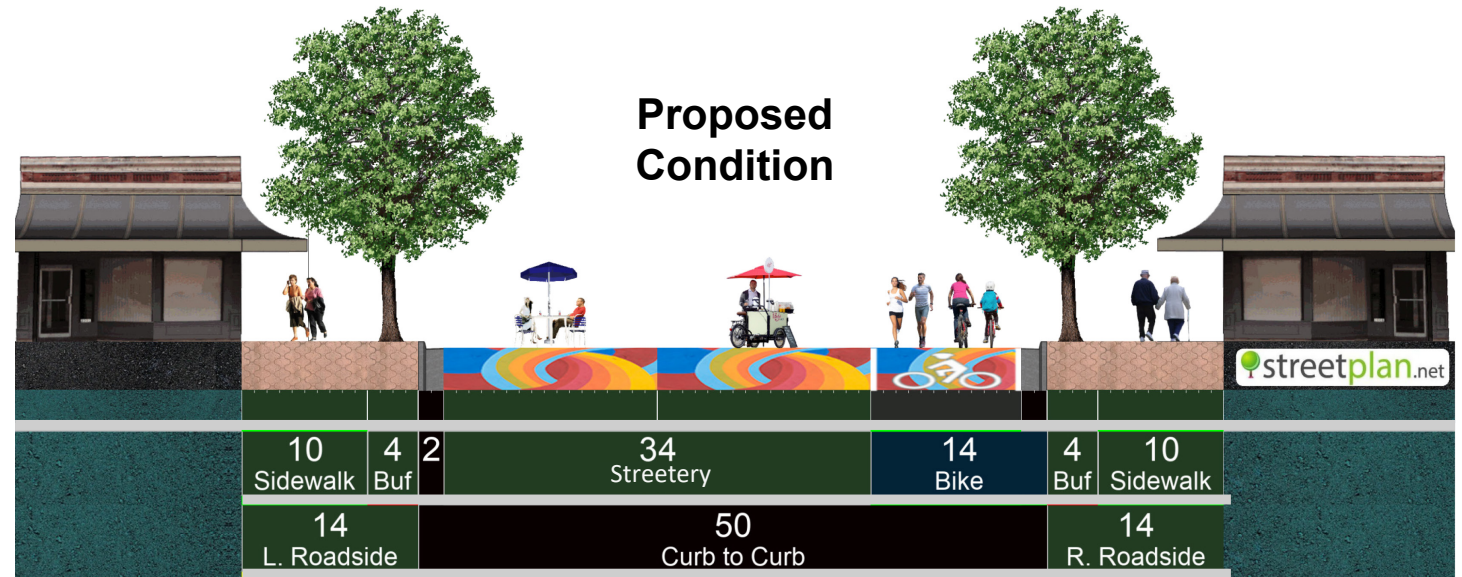 Proposed
Condition
streetplan.net
10 4 2 34 14 4 10
Sidewalk Buf Streetery Bike Buf Sidewalk
14 50 14
L. Roadside Curb to Curb R. Roadside